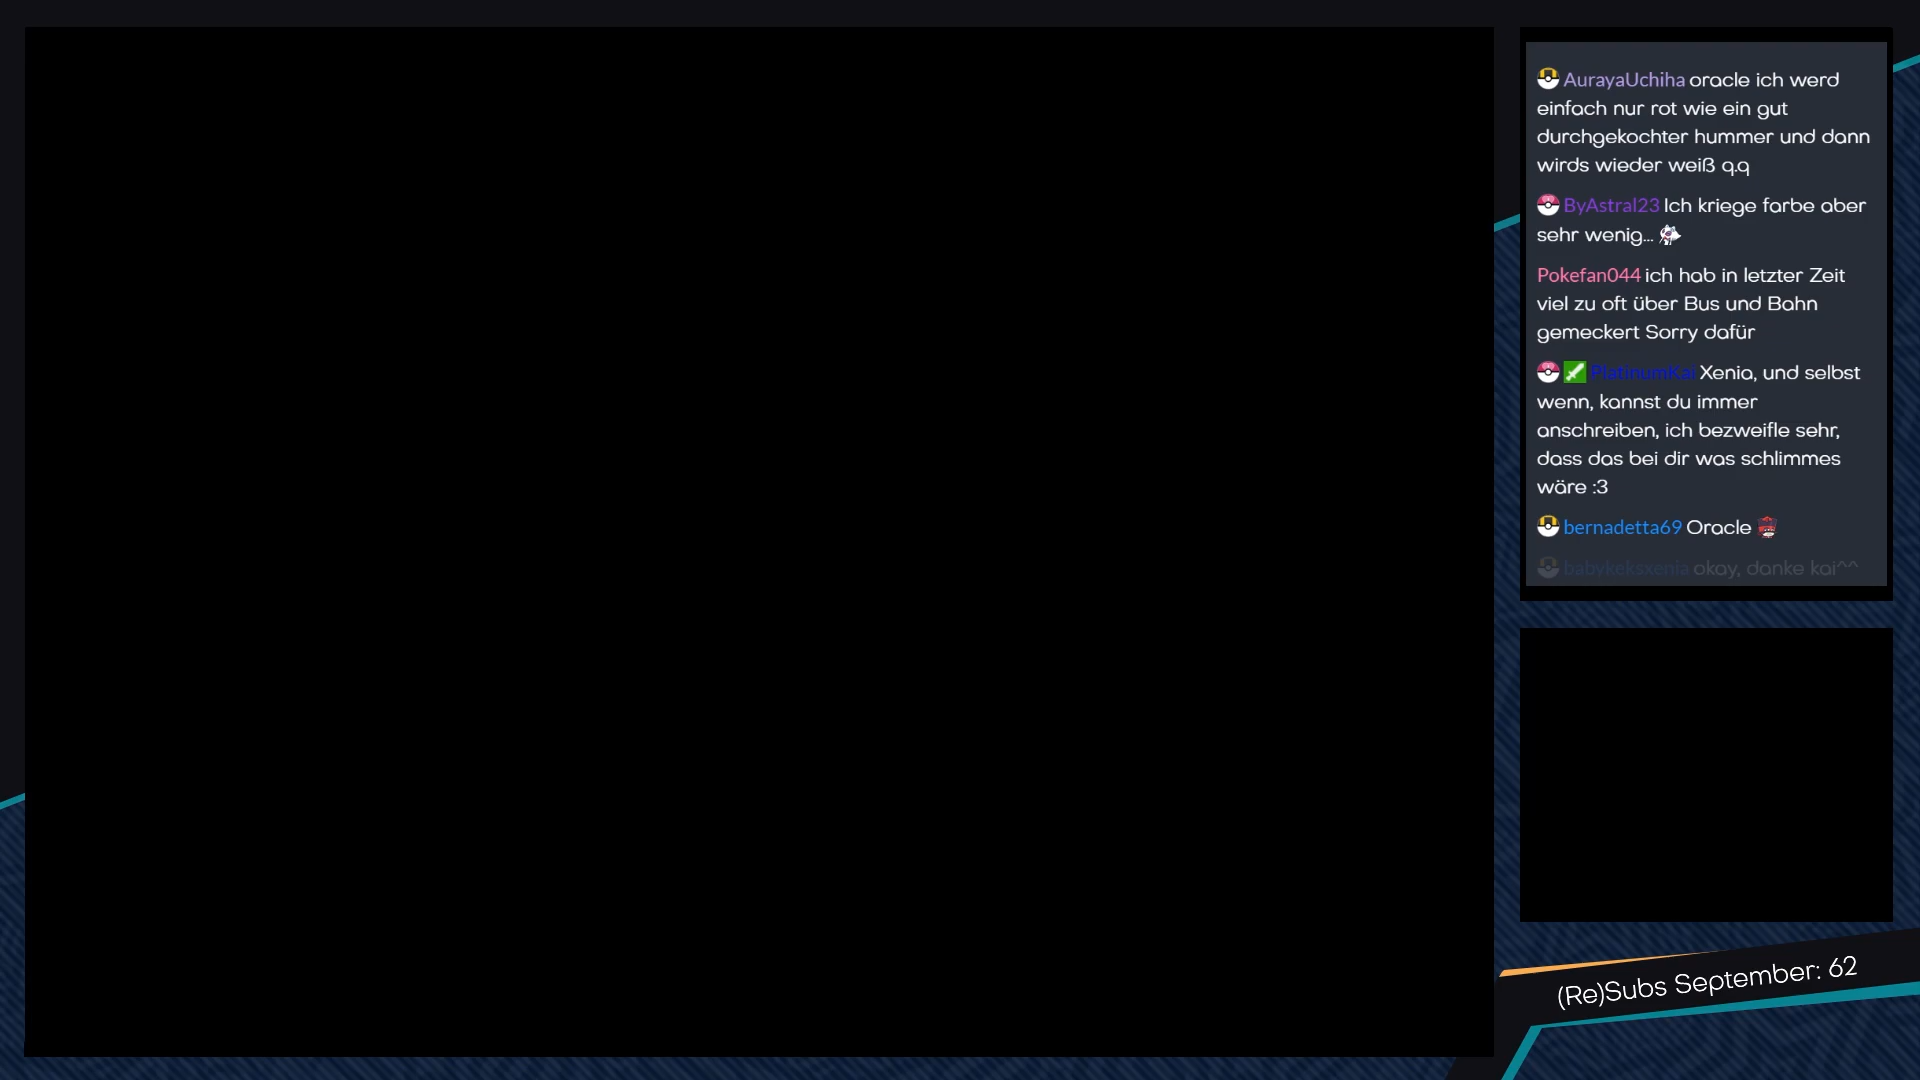 AurayaUchiha oracle ich werd
einfach nur rot wie ein gut
durchgekochter hummer und dann
wirds wieder weiß q.q
ByAstral23 Ich kriege farbe aber
sehr wenig...
Pokefan044 ich hab in letzter Zeit
viel zu oft über Bus und Bahn
gemeckert Sorry dafür
PlatinumKai Xenia, und selbst
wenn, kannst du immer
anschreiben, ich bezweifle sehr,
dass das bei dir was schlimmes
wäre :3
bernadetta69 Oracle
babykeksxenia okay, danke kai^^
(Re)Subs September: 62